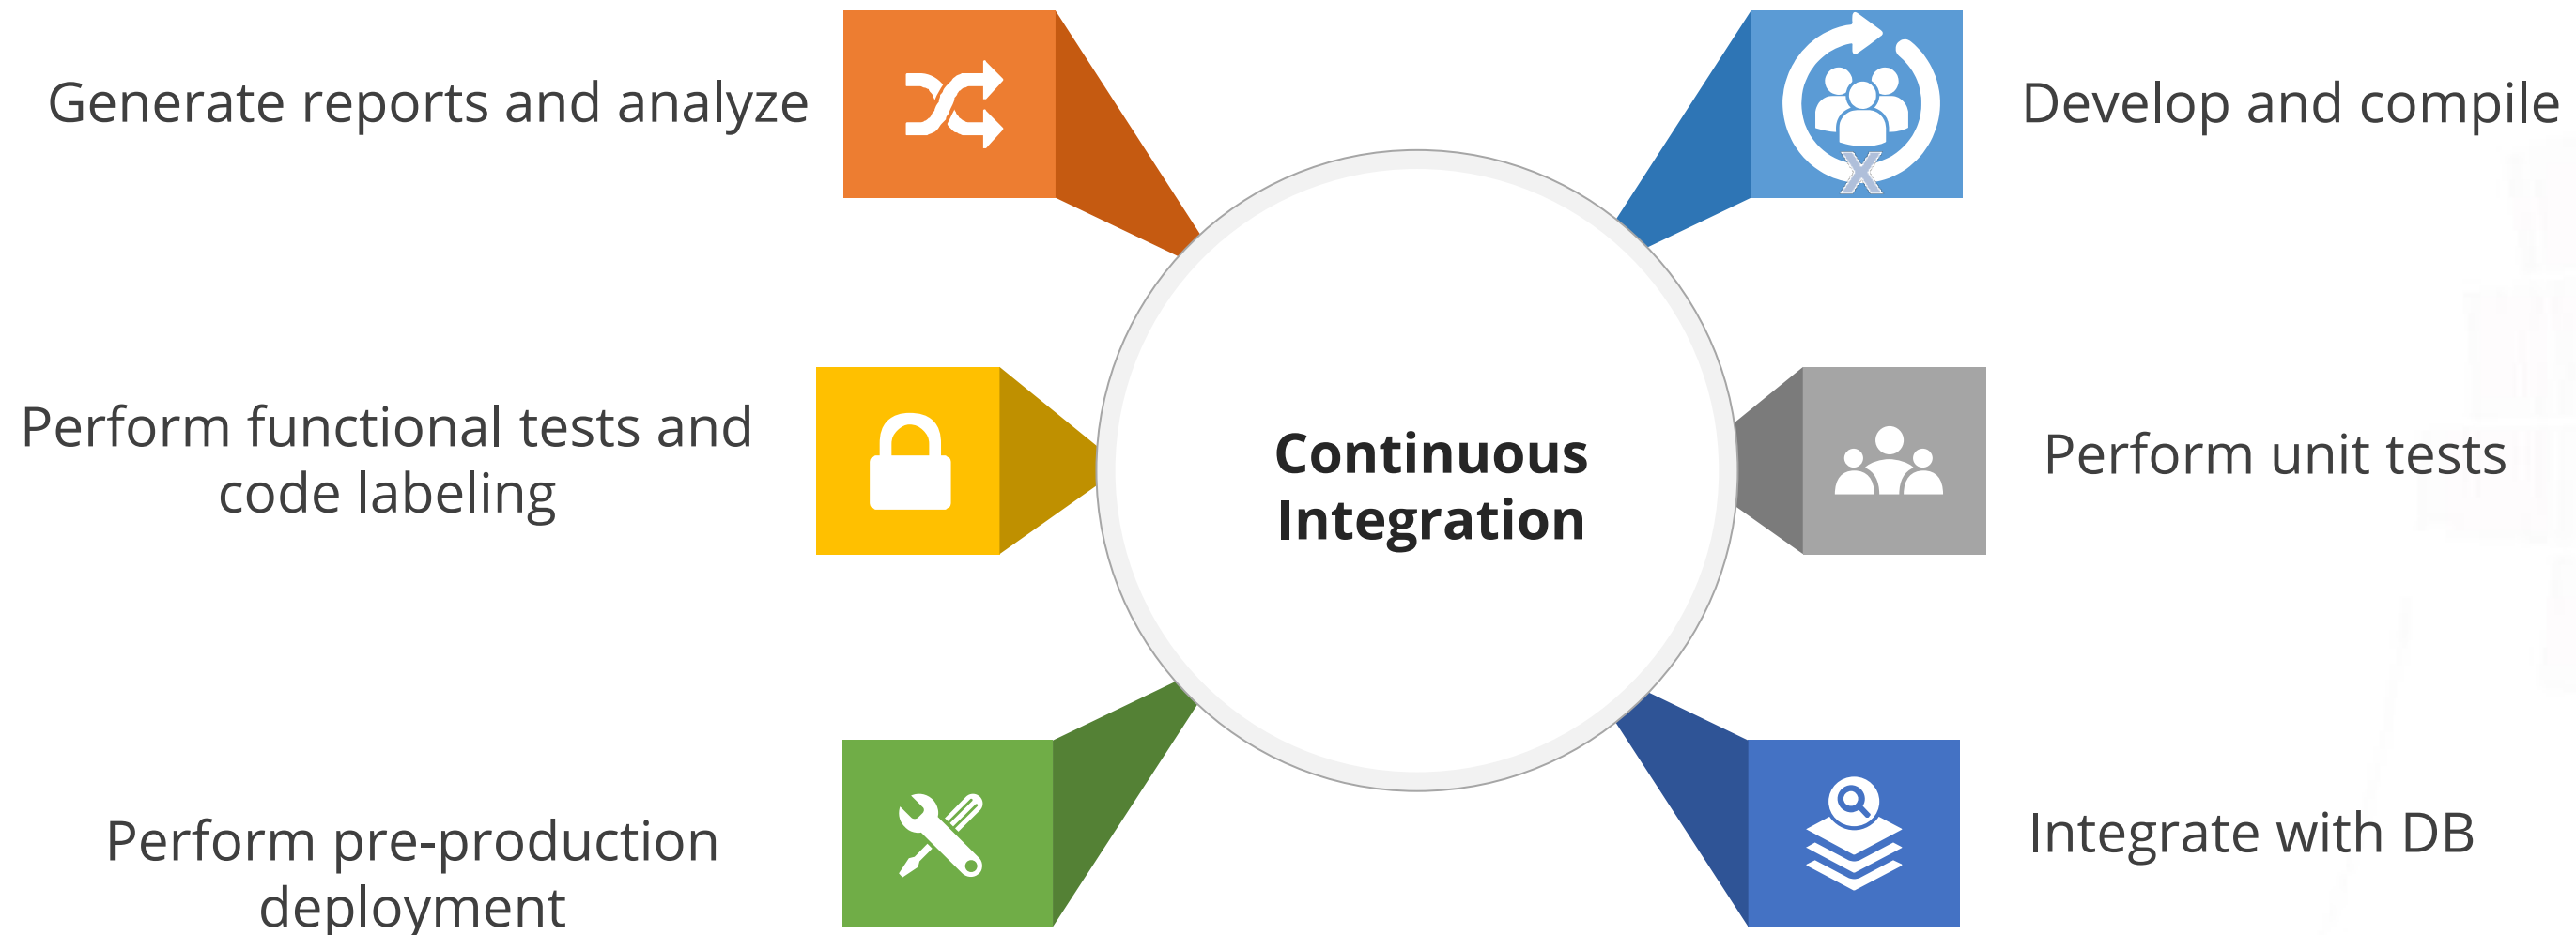 Generate reports and analyze
Develop and compile
Perform functional tests and
code labeling
Continuous
Integration
Perform unit tests
Perform pre-production
deployment
Integrate with DB
X